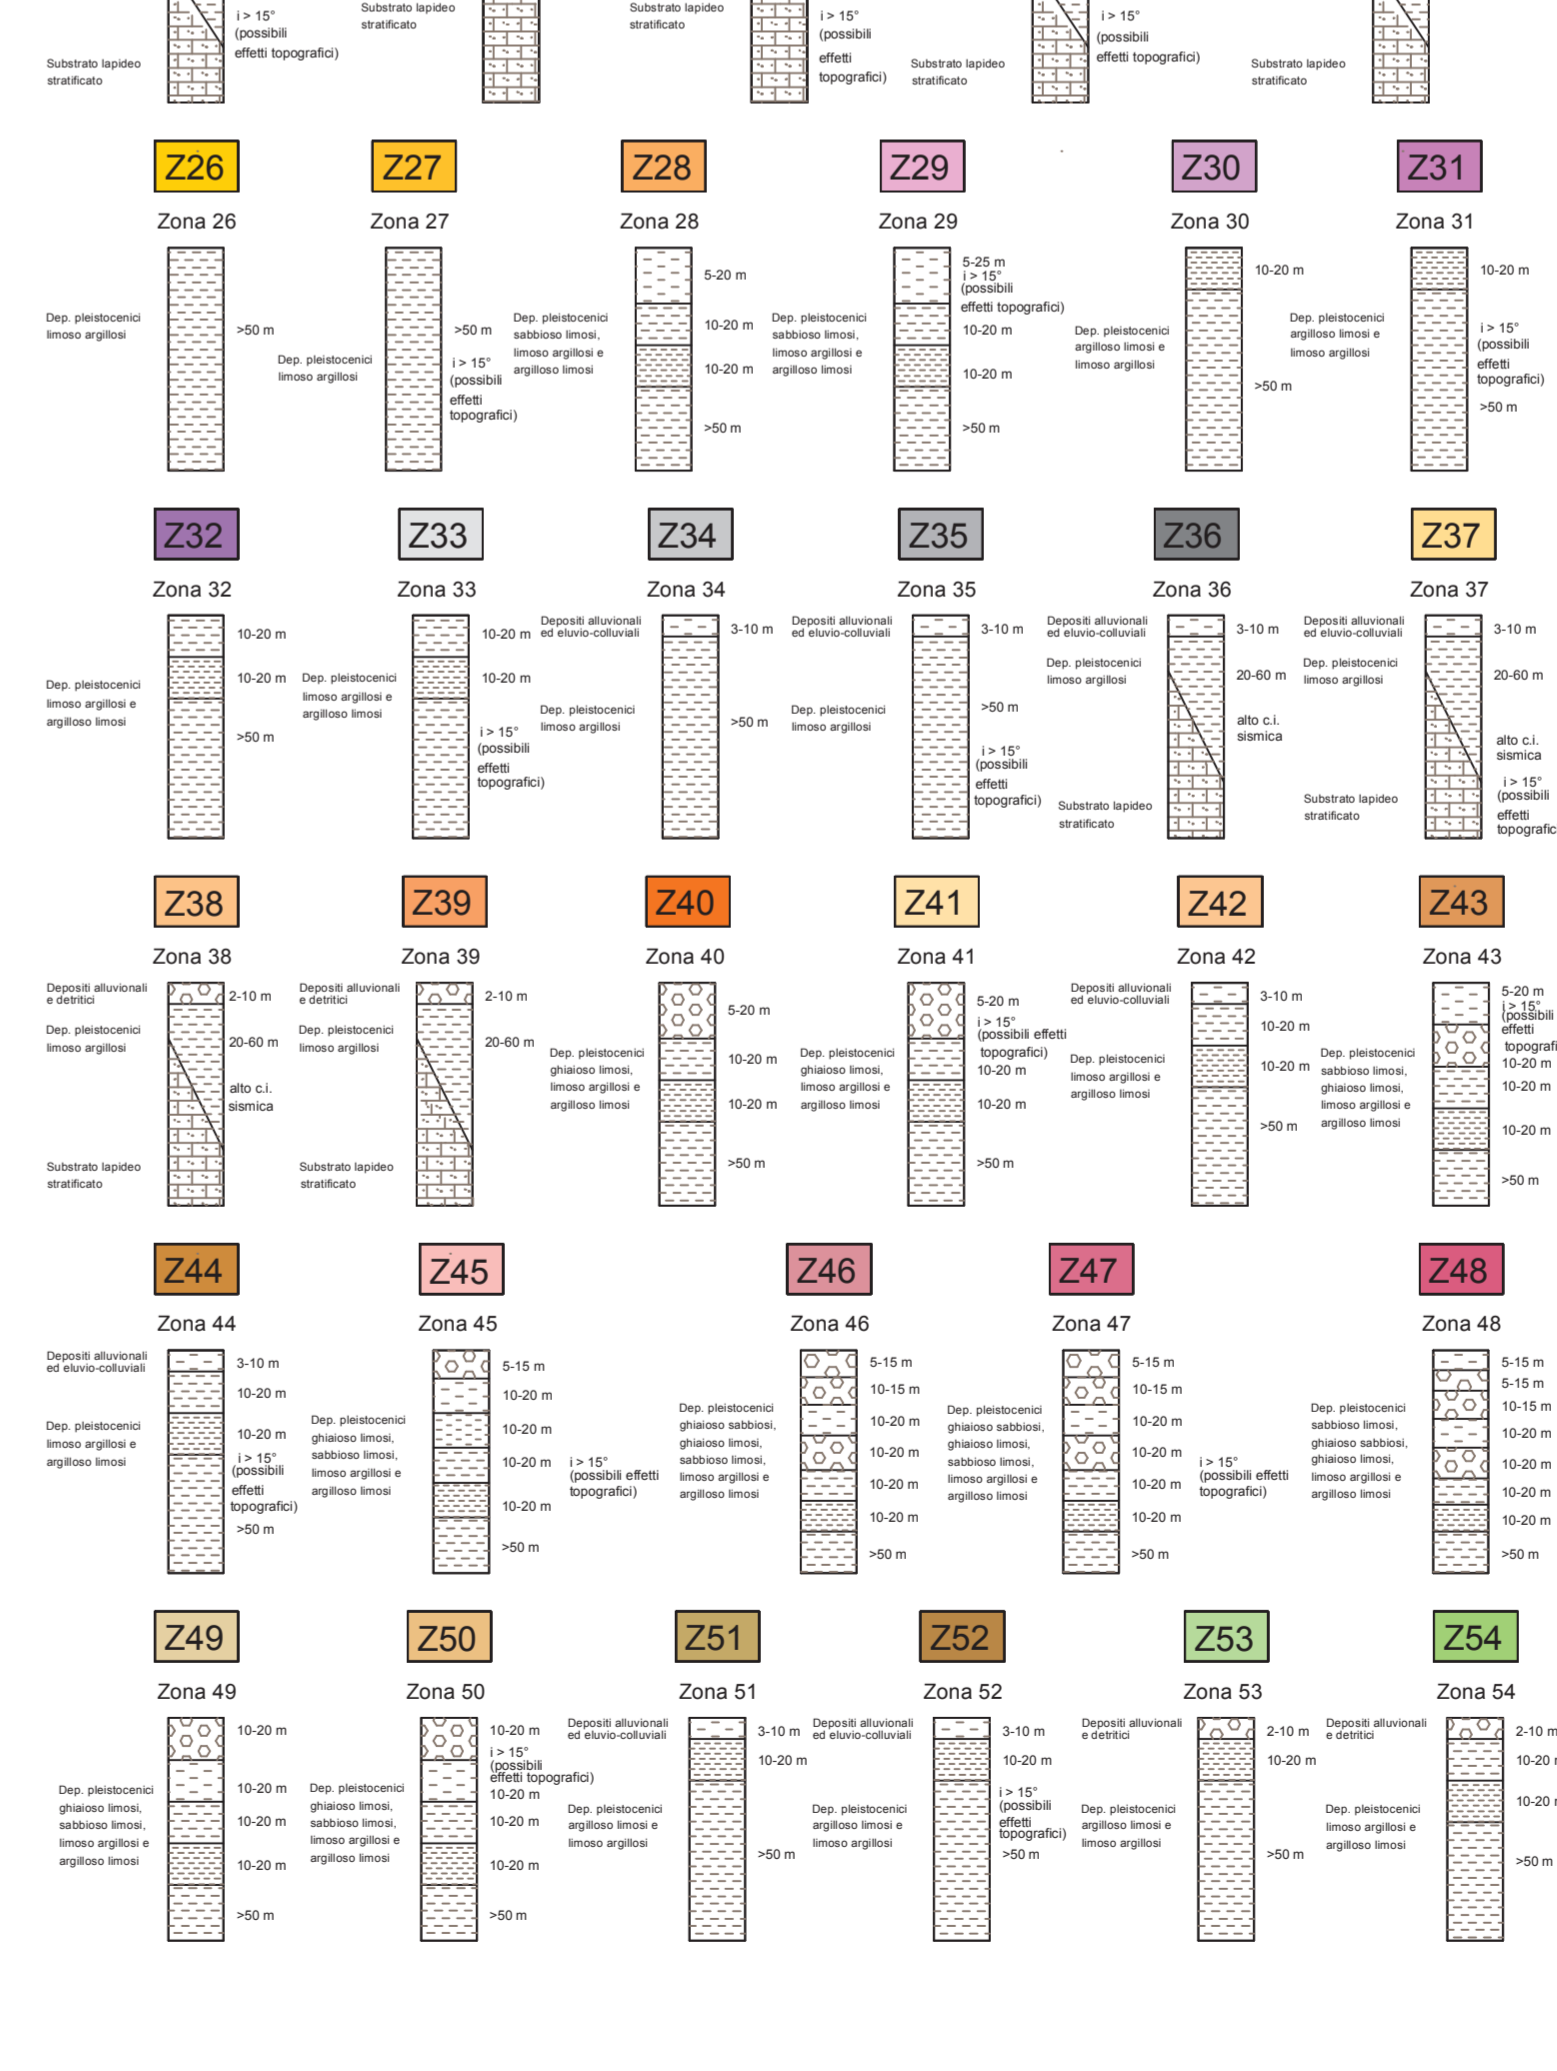 i > 15°
(possibili
effetti topografici)
Substrato lapideo
stratificato
Substrato lapideo
stratificato
Substrato lapideo
stratificato
i > 15°
(possibili
effetti
topografici)
Substrato lapideo
stratificato
i > 15°
(possibili
effetti topografici)
Substrato lapideo
stratificato
Z26
Zona 26
Dep. pleistocenici
limoso argillosi
>50 m
Z27
Zona 27
Dep. pleistocenici
limoso argillosi
>50 m
i > 15°
(possibili
effetti
topografici)
Z28
Zona 28
Dep. pleistocenici
sabbioso limosi,
limoso argillosi e
argilloso limosi
5-20 m
10-20 m
10-20 m
>50 m
Z29
Zona 29
Dep. pleistocenici
sabbioso limosi,
limoso argillosi e
argilloso limosi
5-25 m
i > 15°
(possibili
effetti topografici)
10-20 m
10-20 m
>50 m
Z30
Zona 30
Dep. pleistocenici
argilloso limosi e
limoso argillosi
10-20 m
>50 m
Z31
Zona 31
Dep. pleistocenici
argilloso limosi e
limoso argillosi
10-20 m
i > 15°
(possibili
effetti
topografici)
>50 m
Z32
Zona 32
Dep. pleistocenici
limoso argillosi e
argilloso limosi
10-20 m
10-20 m
>50 m
Z33
Zona 33
Dep. pleistocenici
limoso argillosi e
argilloso limosi
10-20 m
10-20 m
i > 15°
(possibili
effetti
topografici)
Z34
Zona 34
Depositi alluvionali
ed eluvio-colluviali
Dep. pleistocenici
limoso argillosi
3-10 m
>50 m
Z35
Zona 35
Depositi alluvionali
ed eluvio-colluviali
Dep. pleistocenici
limoso argillosi
3-10 m
>50 m
i > 15°
(possibili
effetti
topografici)
Z36
Zona 36
Depositi alluvionali
ed eluvio-colluviali
Dep. pleistocenici
limoso argillosi
Substrato lapideo
stratificato
3-10 m
20-60 m
alto c.i.
sismica
Z37
Zona 37
Depositi alluvionali
ed eluvio-colluviali
Dep. pleistocenici
limoso argillosi
Substrato lapideo
stratificato
3-10 m
20-60 m
alto c.i.
sismica
i > 15°
(possibili
effetti
topografic
Z38
Zona 38
Depositi alluvionali
e detritici
Dep. pleistocenici
limoso argillosi
Substrato lapideo
stratificato
2-10 m
20-60 m
alto c.i.
sismica
Z39
Zona 39
Depositi alluvionali
e detritici
Dep. pleistocenici
limoso argillosi
Substrato lapideo
stratificato
2-10 m
20-60 m
Z40
Zona 40
Dep. pleistocenici
ghiaioso limosi,
limoso argillosi e
argilloso limosi
5-20 m
10-20 m
10-20 m
>50 m
Z41
Zona 41
Dep. pleistocenici
ghiaioso limosi,
limoso argillosi e
argilloso limosi
5-20 m
i > 15°
(possibili effetti
topografici)
10-20 m
10-20 m
>50 m
Z42
Zona 42
Depositi alluvionali
ed eluvio-colluviali
Dep. pleistocenici
limoso argillosi e
argilloso limosi
3-10 m
10-20 m
10-20 m
>50 m
Z43
Zona 43
Dep. pleistocenici
sabbioso limosi,
ghiaioso limosi,
limoso argillosi e
argilloso limosi
5-20 m
i > 15°
(possibili
effetti
topografi
10-20 m
10-20 m
10-20 m
>50 m
Z44
Zona 44
Depositi alluvionali
ed eluvio-colluviali
Dep. pleistocenici
limoso argillosi e
argilloso limosi
3-10 m
10-20 m
10-20 m
i > 15°
(possibili
effetti
topografici)
>50 m
Z45
Zona 45
Dep. pleistocenici
ghiaioso limosi,
sabbioso limosi,
limoso argillosi e
argilloso limosi
5-15 m
10-20 m
10-20 m
10-20 m
10-20 m
>50 m
i > 15°
(possibili effetti
topografici)
Z46
Zona 46
Dep. pleistocenici
ghiaioso sabbiosi,
ghiaioso limosi,
sabbioso limosi,
limoso argillosi e
argilloso limosi
5-15 m
10-15 m
10-20 m
10-20 m
10-20 m
10-20 m
>50 m
Z47
Zona 47
Dep. pleistocenici
ghiaioso sabbiosi,
ghiaioso limosi,
sabbioso limosi,
limoso argillosi e
argilloso limosi
5-15 m
10-15 m
10-20 m
10-20 m
10-20 m
10-20 m
>50 m
i > 15°
(possibili effetti
topografici)
Z48
Zona 48
Dep. pleistocenici
sabbioso limosi,
ghiaioso sabbiosi,
ghiaioso limosi,
limoso argillosi e
argilloso limosi
5-15 m
5-15 m
10-15 m
10-20 m
10-20 m
10-20 m
10-20 m
>50 m
Z49
Zona 49
Dep. pleistocenici
ghiaioso limosi,
sabbioso limosi,
limoso argillosi e
argilloso limosi
10-20 m
10-20 m
10-20 m
10-20 m
>50 m
Z50
Zona 50
Dep. pleistocenici
ghiaioso limosi,
sabbioso limosi,
limoso argillosi e
argilloso limosi
10-20 m
i > 15°
(possibili
effetti topografici)
10-20 m
10-20 m
10-20 m
>50 m
Z51
Zona 51
Depositi alluvionali
ed eluvio-colluviali
Dep. pleistocenici
argilloso limosi e
limoso argillosi
3-10 m
10-20 m
>50 m
Z52
Zona 52
Depositi alluvionali
ed eluvio-colluviali
Dep. pleistocenici
argilloso limosi e
limoso argillosi
3-10 m
10-20 m
i > 15°
(possibili
effetti
topografici)
>50 m
Z53
Zona 53
Depositi alluvionali
e detritici
Dep. pleistocenici
argilloso limosi e
limoso argillosi
2-10 m
10-20 m
>50 m
Z54
Zona 54
Depositi alluvionali
e detritici
Dep. pleistocenici
limoso argillosi e
argilloso limosi
2-10 m
10-20
10-20
>50 m